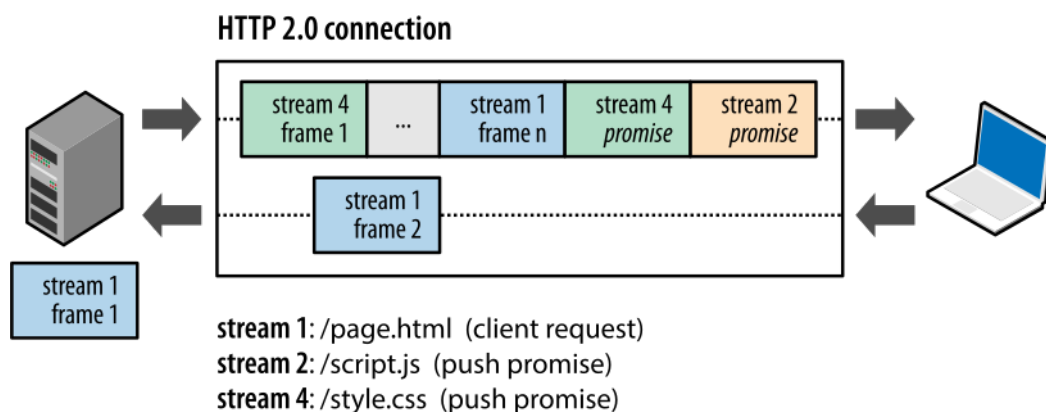 HTTP 2.0 connection
stream 4
frame 1
...
stream 1
frame n
stream 4
promise
stream 2
promise
stream 1
frame 2
stream 1
frame 1
stream 1: /page.html (client request)
stream 2: /script.js (push promise)
stream 4: /style.css (push promise)